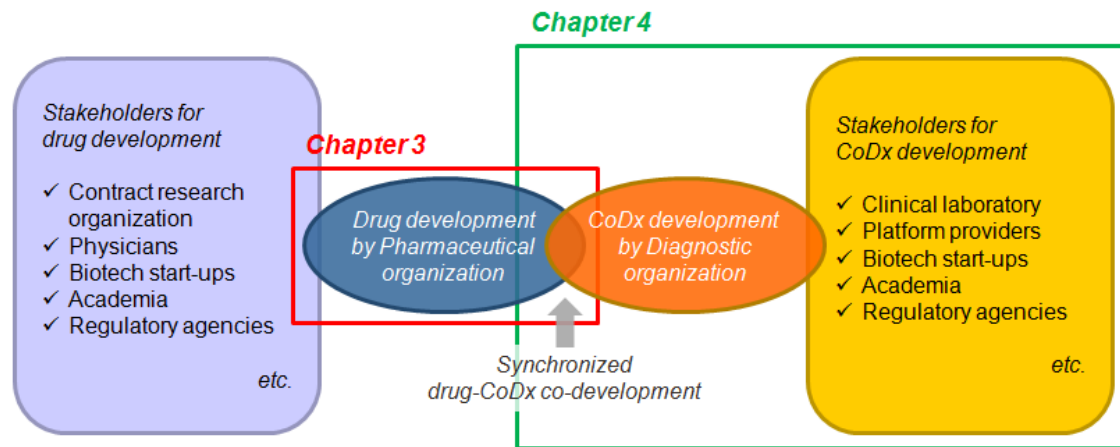 Chapter 4
Chapter 3
Stakeholders for
drug development
✓ Contract research
organization
✓ Physicians
✓ Biotech start-ups
✓ Academia
✓ Regulatory agencies
etc.
Drug development
by Pharmaceutical
organization
CoDx development
by Diagnostic
organization
Synchronized
drug-CoDx co-development
Stakeholders for
CoDx development
✓ Clinical laboratory
✓ Platform providers
✓ Biotech start-ups
✓ Academia
✓ Regulatory agencies
etc.